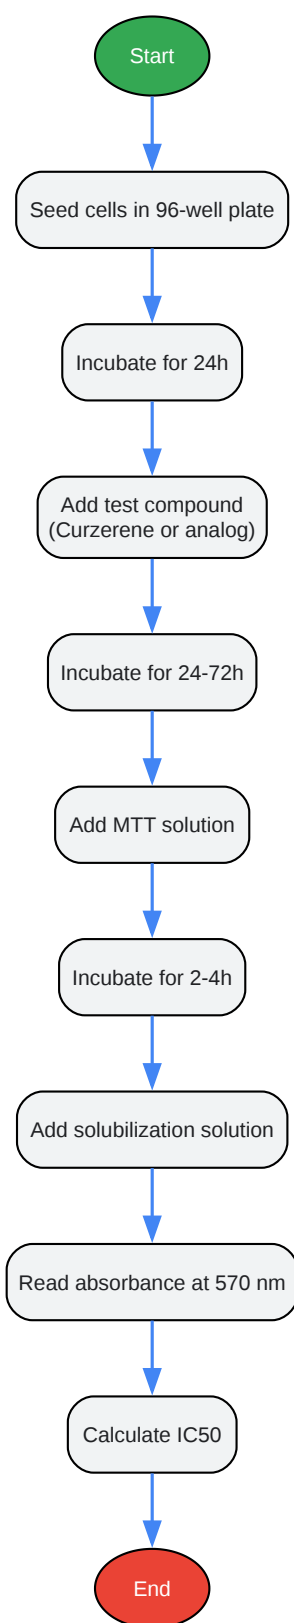 Start
Seed cells in 96-well plate
Incubate for 24h
Add test compound
(Curzerene or analog)
Incubate for 24-72h
Add MTT solution
Incubate for 2-4h
Add solubilization solution
Read absorbance at 570 nm
Calculate IC50
End